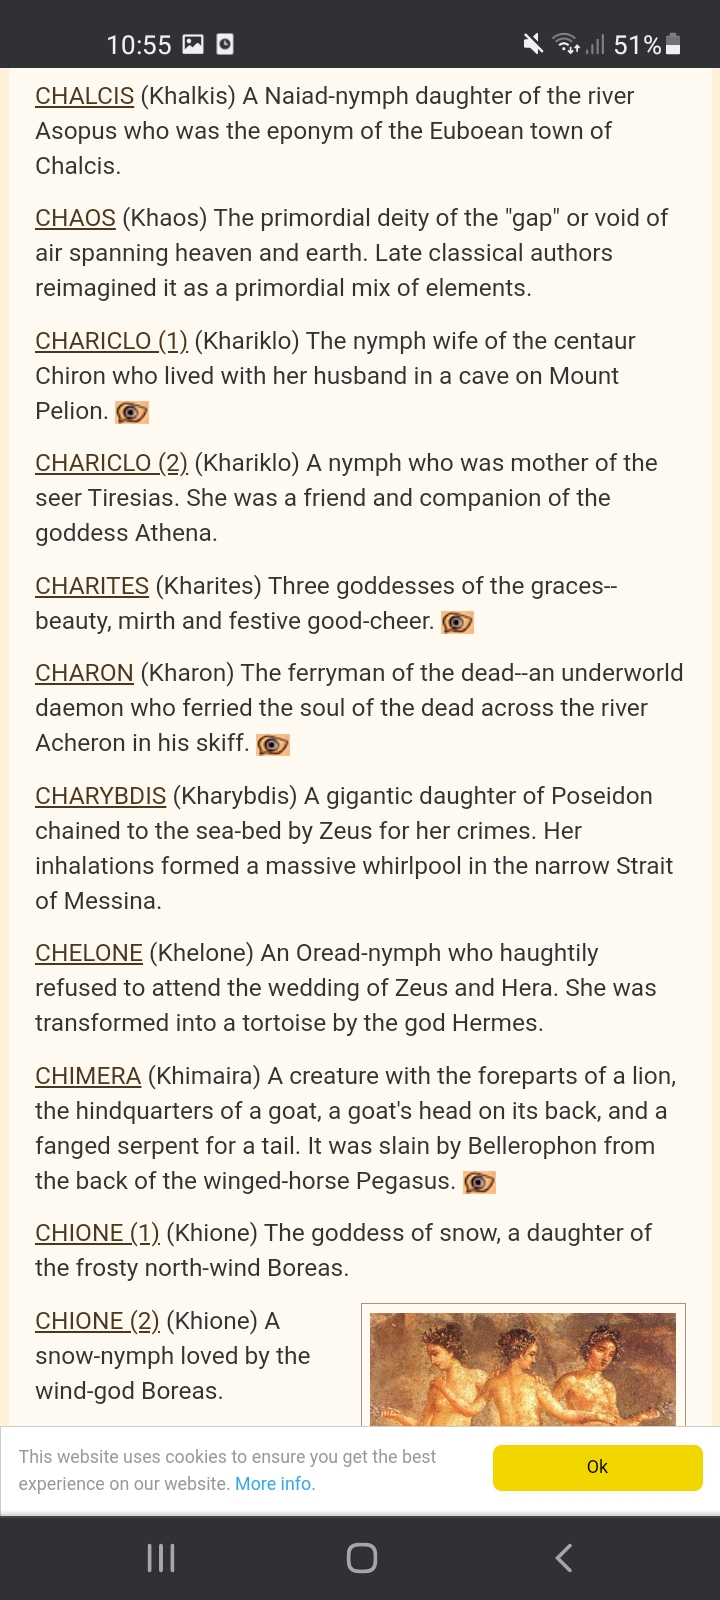 10:55 51%
CHALCIS (Khalkis) A Naiad-nymph daughter of the river
Asopus who was the eponym of the Euboean town of
Chalcis.
CHAOS (Khaos) The primordial deity of the "gap" or void of
air spanning heaven and earth. Late classical authors
reimagined it as a primordial mix of elements.
CHARICLO (1) (Khariklo) The nymph wife of the centaur
Chiron who lived with her husband in a cave on Mount
Pelion.
CHARICLO (2) (Khariklo) A nymph who was mother of the
seer Tiresias. She was a friend and companion of the
goddess Athena.
CHARITES (Kharites) Three goddesses of the graces--
beauty, mirth and festive good-cheer.
CHARON (Kharon) The ferryman of the dead--an underworld
daemon who ferried the soul of the dead across the river
Acheron in his skiff.
CHARYBDIS (Kharybdis) A gigantic daughter of Poseidon
chained to the sea-bed by Zeus for her crimes. Her
inhalations formed a massive whirlpool in the narrow Strait
of Messina.
CHELONE (Khelone) An Oread-nymph who haughtily
refused to attend the wedding of Zeus and Hera. She was
transformed into a tortoise by the god Hermes.
CHIMERA (Khimaira) A creature with the foreparts of a lion,
the hindquarters of a goat, a goat's head on its back, and a
fanged serpent for a tail. It was slain by Bellerophon from
the back of the winged-horse Pegasus.
CHIONE (1) (Khione) The goddess of snow, a daughter of
the frosty north-wind Boreas.
CHIONE (2) (Khione) A
snow-nymph loved by the
wind-god Boreas.
This website uses cookies to ensure you get the best
experience on our website. More info.
Ok